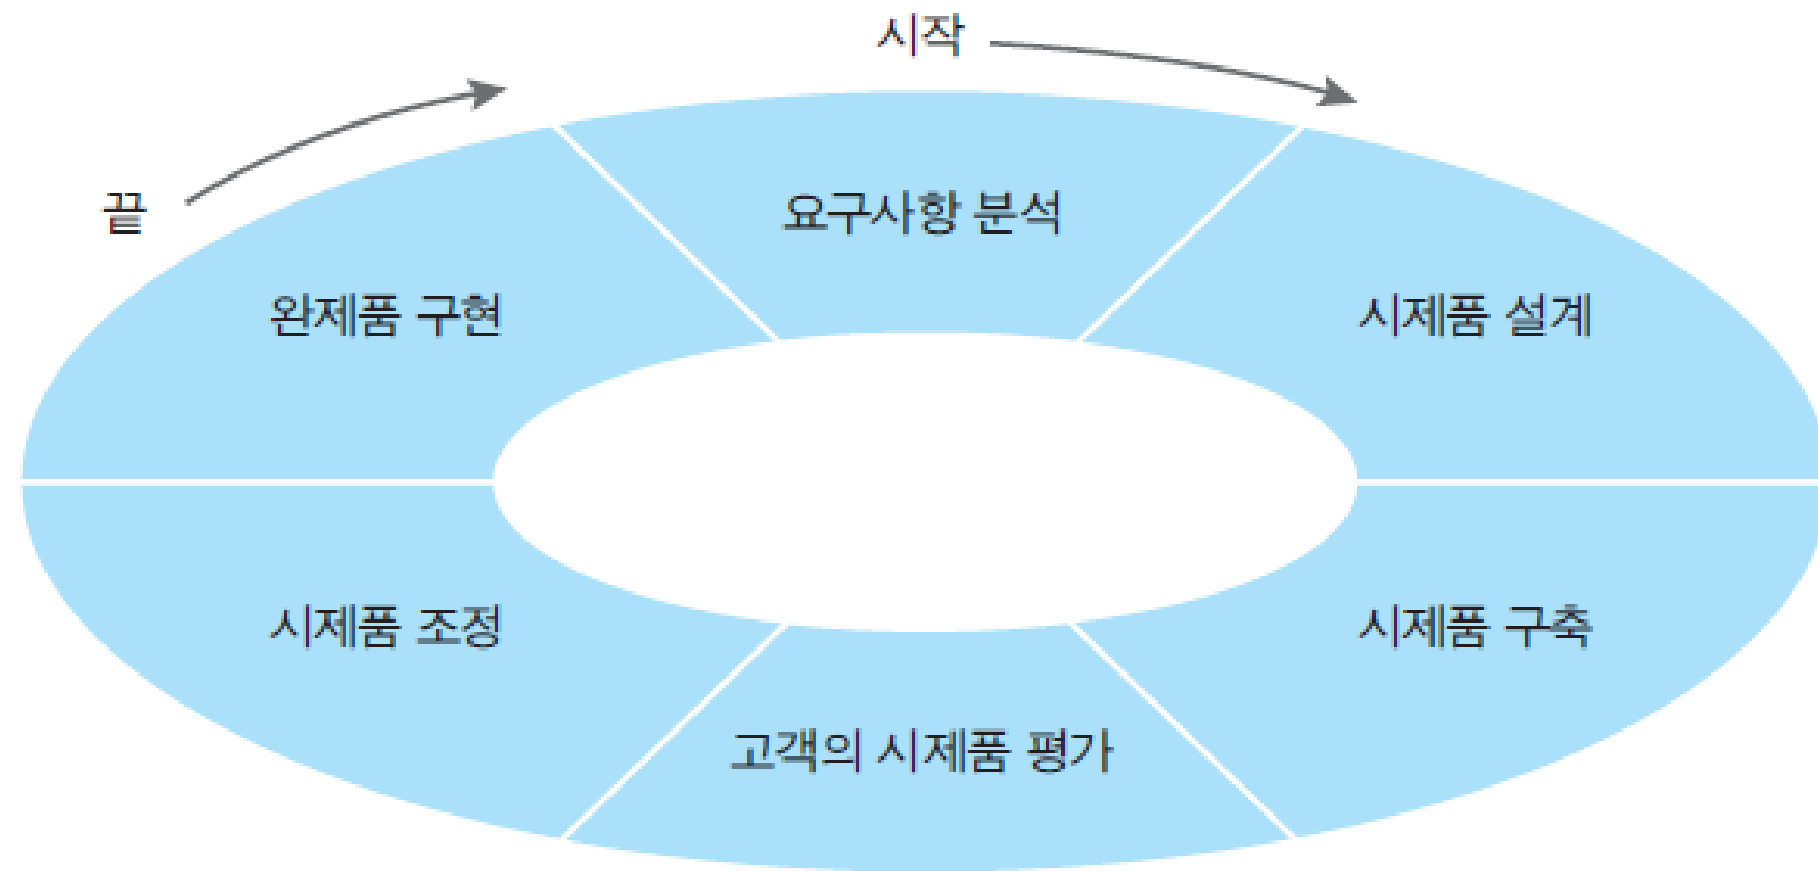 시작
끝
요구사항 분석
시제품 설계
시제품 구축
고객의 시제품 평가
시제품 조정
완제품 구현